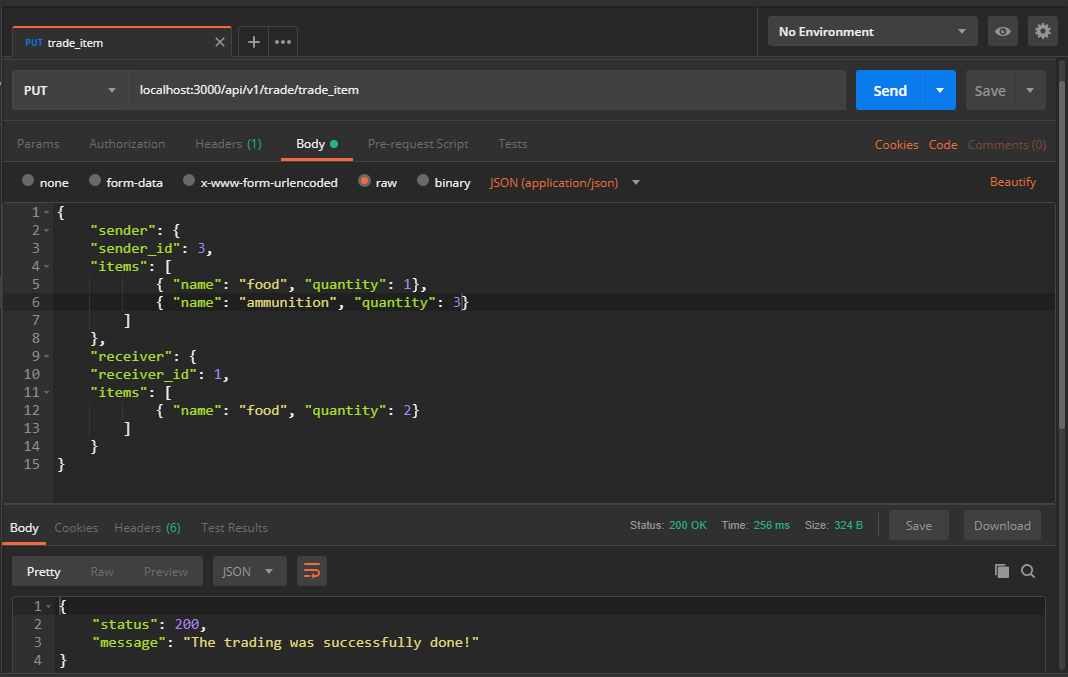 PUT trade_item
No Environment
PUT localhost:3000/api/v1/trade/trade_item Send Save
Params Authorization Headers (1) Body Pre-request Script Tests Cookies Code Comments (0)
none form-data x-www-form-urlencoded raw binary JSON (application/json) Beautify
1 {
2 "sender": {
3 "sender_id": 3,
4 "items": [
5 { "name": "food", "quantity": 1},
6 { "name": "ammunition", "quantity": 3}
7 ]
8 },
9 "receiver": {
10 "receiver_id": 1,
11 "items": [
12 { "name": "food", "quantity": 2}
13 ]
14 }
15 }
Body Cookies Headers (6) Test Results Status: 200 OK Time: 256 ms Size: 324 B Save Download
Pretty Raw Preview JSON
1 {
2 "status": 200,
3 "message": "The trading was successfully done!"
4 }